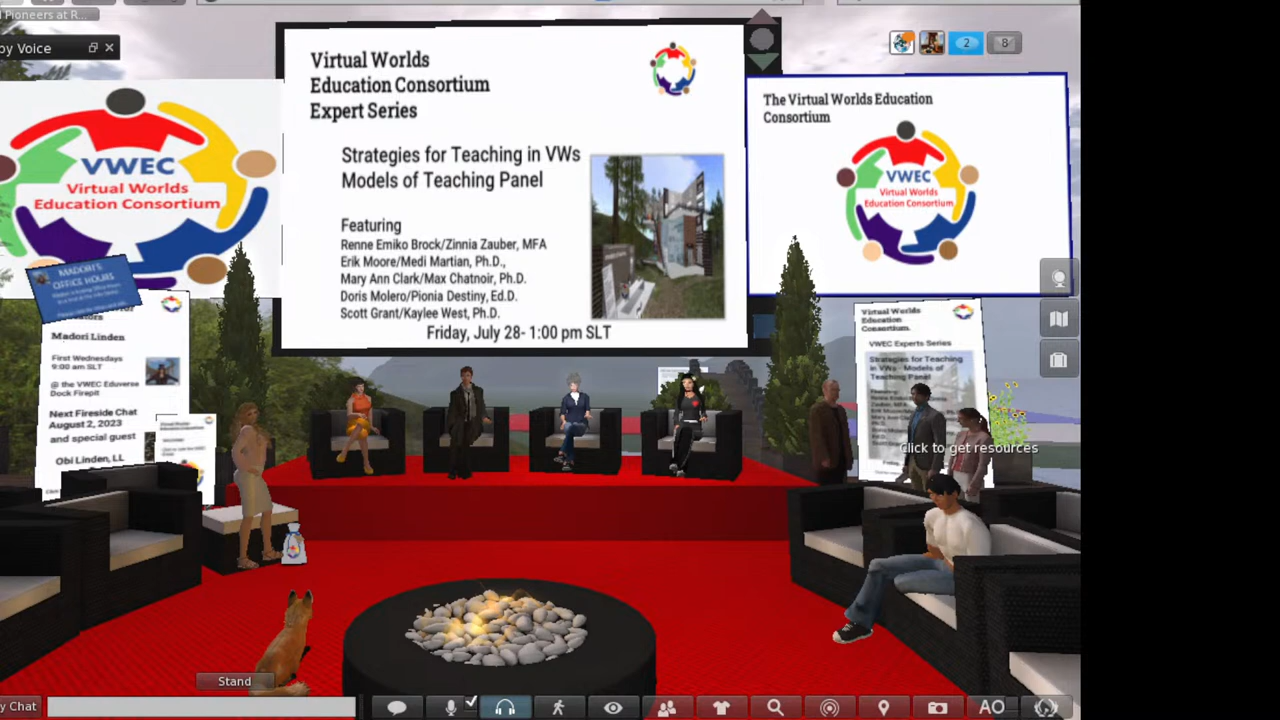 Pioneers at R...
by Voice
2
8
Virtual Worlds
Education Consortium
Expert Series
Strategies for Teaching in VWs
Models of Teaching Panel
Featuring
Renne Emiko Brock/Zinnia Zauber, MFA
Erik Moore/Medi Martian, Ph.D.,
Mary Ann Clark/Max Chatnoir, Ph.D.
Doris Molero/Pionia Destiny, Ed.D.
Scott Grant/Kaylee West, Ph.D.
Friday, July 28- 1:00 pm SLT
VWEC
Virtual Worlds
Education Consortium
The Virtual Worlds Education
Consortium
VWEC
Virtual Worlds
Education Consortium
MADORI'S
OFFICE HOURS
Madori Linden
First Wednesdays
9:00 am SLT
@ the VWEC Eduverse
Dock Firepit
Next Fireside Chat
August 2, 2023
and special guest
Obi Linden, LL
Virtual Worlds
Education
Consortium.
VWEC Experts Series
Strategies for Teaching
in VWs - Models of
Teaching Panel
Click to get resources
Stand
Chat
AO